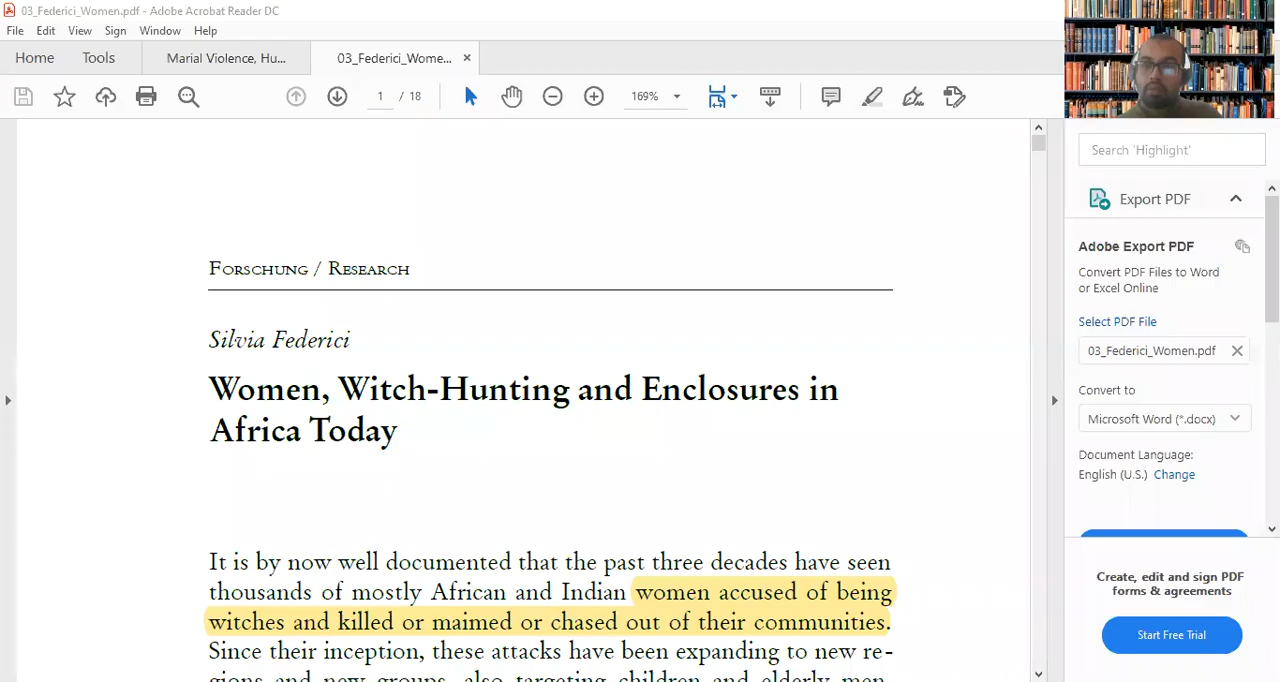 03_Federici_Women.pdf - Adobe Acrobat Reader DC
File Edit View Sign Window Help
Home Tools Marial Violence, Hu... 03_Federici_Wome... ×
1 / 18 169%
Search 'Highlight'
Export PDF
Adobe Export PDF
Convert PDF Files to Word
or Excel Online
Select PDF File
03_Federici_Women.pdf
Convert to
Microsoft Word (*.docx)
Document Language:
English (U.S.) Change
Create, edit and sign PDF
forms & agreements
Start Free Trial
Forschung / Research
Silvia Federici
Women, Witch-Hunting and Enclosures in
Africa Today
It is by now well documented that the past three decades have seen
thousands of mostly African and Indian women accused of being
witches and killed or maimed or chased out of their communities.
Since their inception, these attacks have been expanding to new re-
gions and new groups, also targeting children and elderly men.